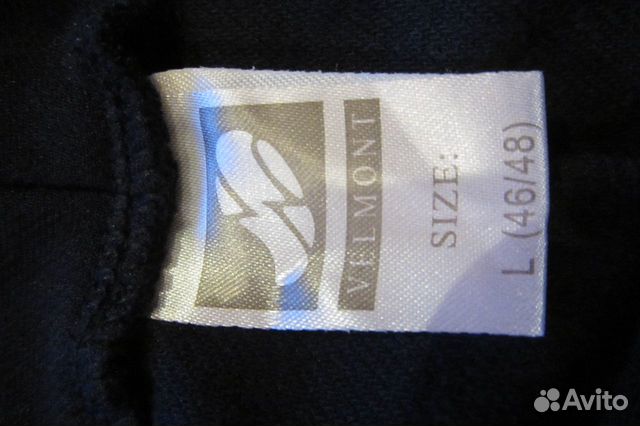 VELMONT
SIZE:
L (46/48)
Avito